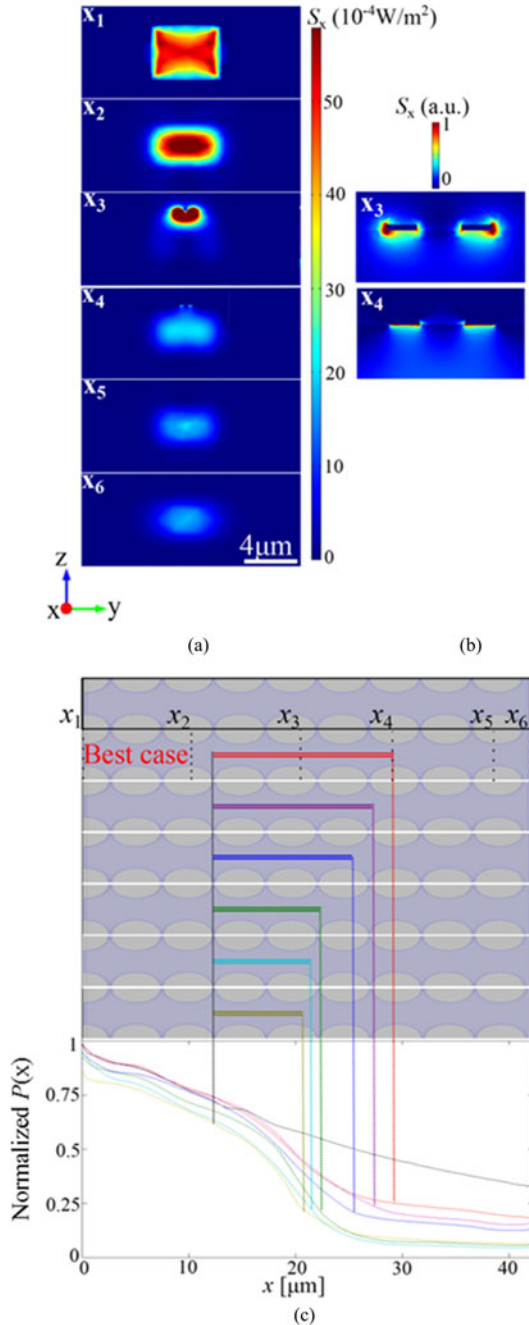 x1
Sx (10-4W/m2)
x2
x3
x4
x5
x6
50
40
30
20
10
0
4μm
z
x
y
Sx (a.u.)
1
0
x3
x4
(a)
(b)
x1 x2 x3 x4 x5 x6
Best case
1
0.75
0.5
0.25
0
Normalized P(x)
0 10 20 30 40
x [μm]
(c)